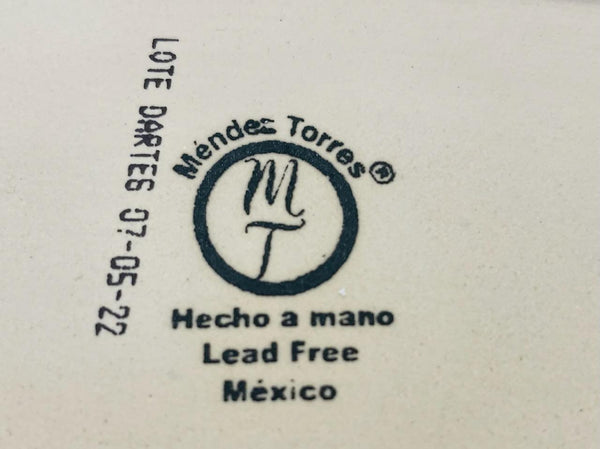 LOTE DARTES 07-05-22
Méndez Torres®
MT
Hecho a mano
Lead Free
México